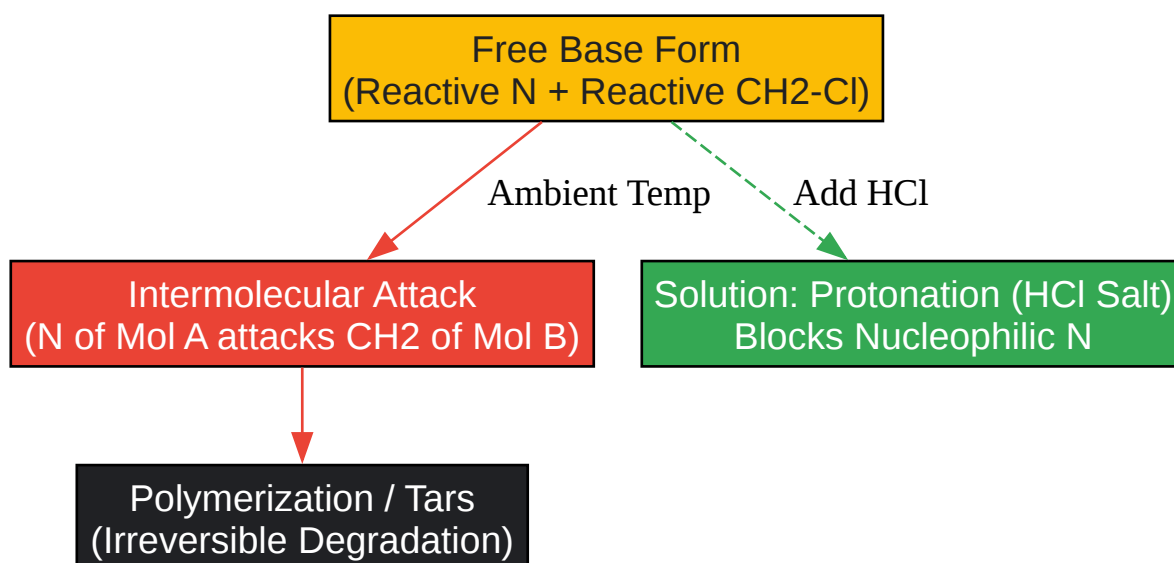 Free Base Form
(Reactive N + Reactive CH2-Cl)
Ambient Temp
Add HCl
Intermolecular Attack
(N of Mol A attacks CH2 of Mol B)
Solution: Protonation (HCl Salt)
Blocks Nucleophilic N
Polymerization / Tars
(Irreversible Degradation)